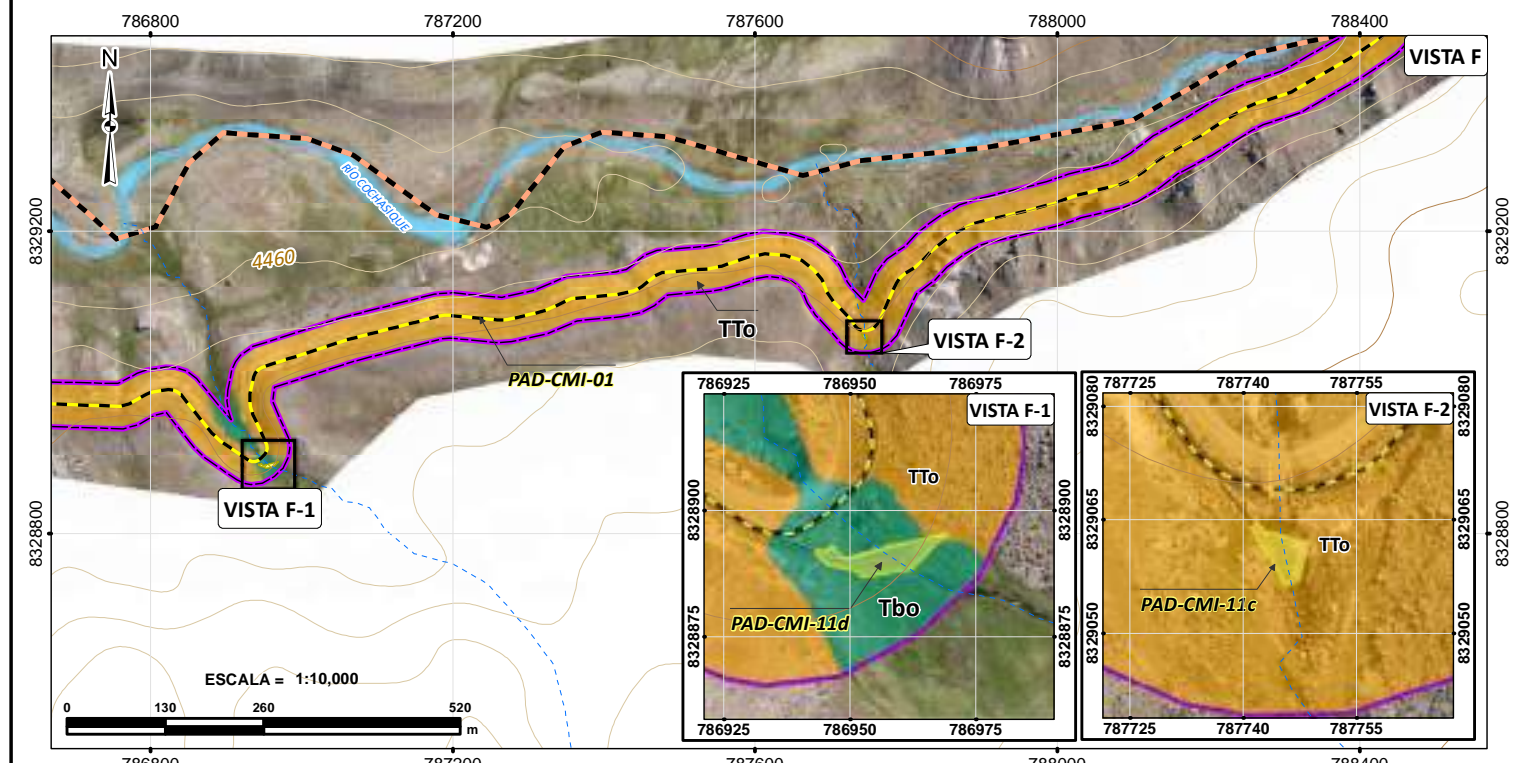 786800
787200
787600
788000
788400
VISTA F
N
RÍO COCHASIQUE
8329200
8329200
4460
TTo
VISTA F-2
PAD-CMI-01
VISTA F-1
8328800
8328800
ESCALA = 1:10,000
0
130
260
520
m
786925
786950
786975
VISTA F-1
TTo
8328900
8328900
Tbo
PAD-CMI-11d
8328875
8328875
786925
786950
786975
787725
787740
787755
8329080
8329080
VISTA F-2
8329065
8329065
TTo
PAD-CMI-11c
8329050
8329050
787725
787740
787755
786800
787200
787600
788000
788400